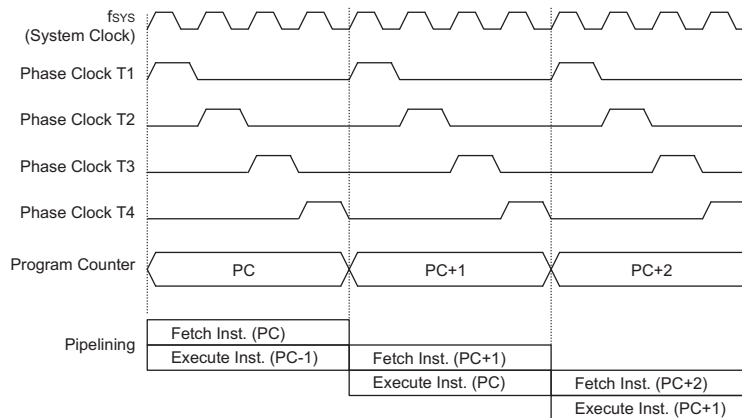 fSYS
(System Clock)
Phase Clock T1
Phase Clock T2
Phase Clock T3
Phase Clock T4
Program Counter PC PC+1 PC+2
Pipelining
Fetch Inst. (PC)
Execute Inst. (PC-1) Fetch Inst. (PC+1)
Execute Inst. (PC) Fetch Inst. (PC+2)
Execute Inst. (PC+1)